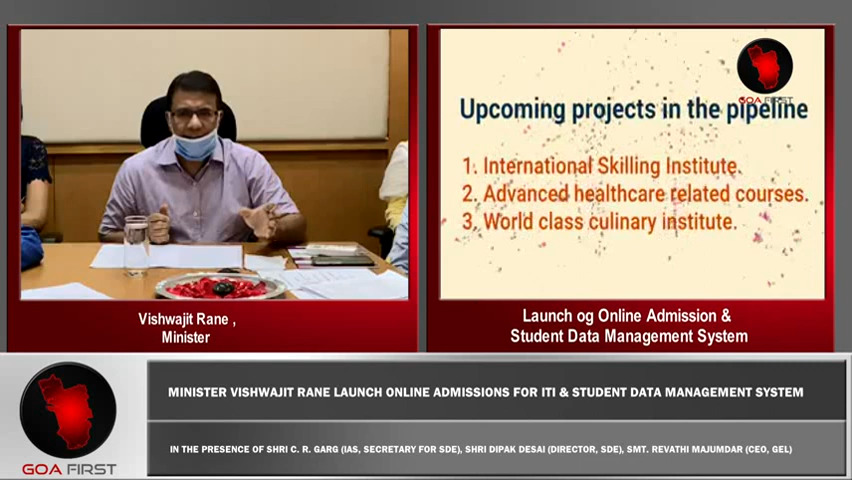 GOA FIRST
Upcoming projects in the pipeline
1. International Skilling Institute.
2. Advanced healthcare related courses.
3. World class culinary institute.
Vishwajit Rane ,
Minister
Launch og Online Admission &
Student Data Management System
MINISTER VISHWAJIT RANE LAUNCH ONLINE ADMISSIONS FOR ITI & STUDENT DATA MANAGEMENT SYSTEM
IN THE PRESENCE OF SHRI C. R. GARG (IAS, SECRETARY FOR SDE), SHRI DIPAK DESAI (DIRECTOR, SDE), SMT. REVATHI MAJUMDAR (CEO, GEL)
GOA FIRST